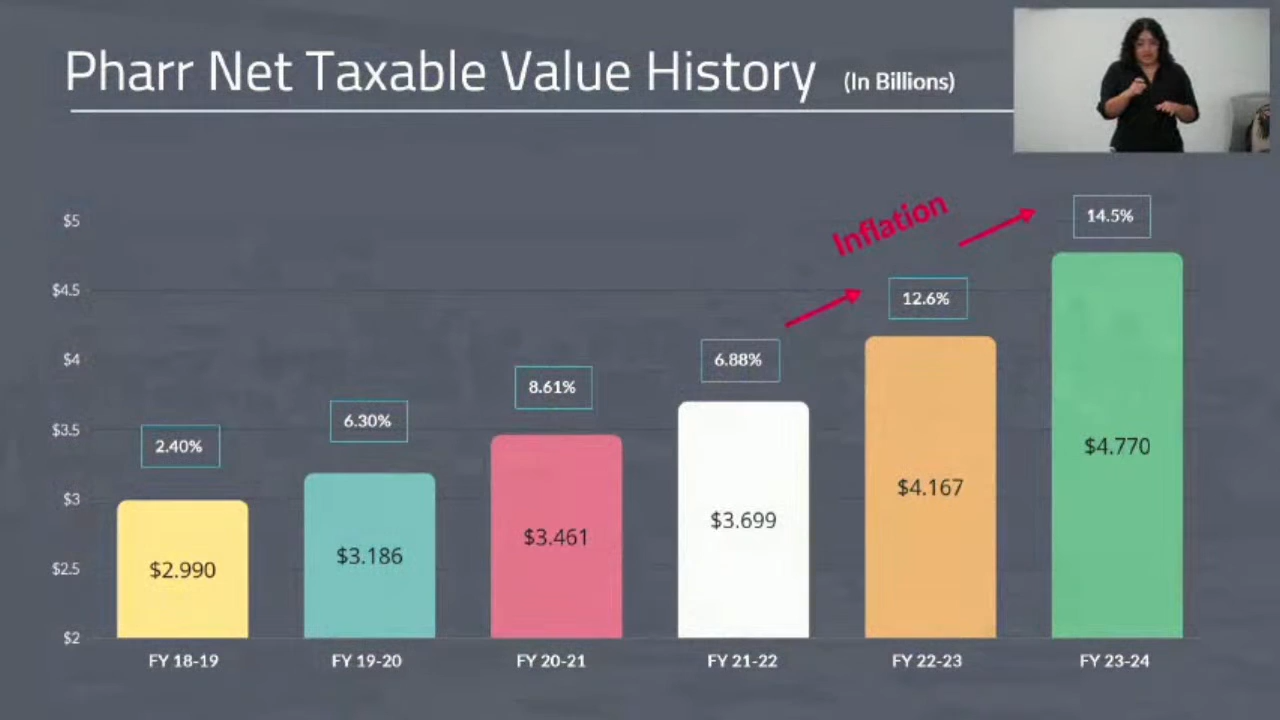 Pharr Net Taxable Value History (In Billions)
Inflation
$5
$4.5
$4
$3.5
$3
$2.5
$2
2.40%
6.30%
8.61%
6.88%
12.6%
14.5%
$2.990
$3.186
$3.461
$3.699
$4.167
$4.770
FY 18-19
FY 19-20
FY 20-21
FY 21-22
FY 22-23
FY 23-24